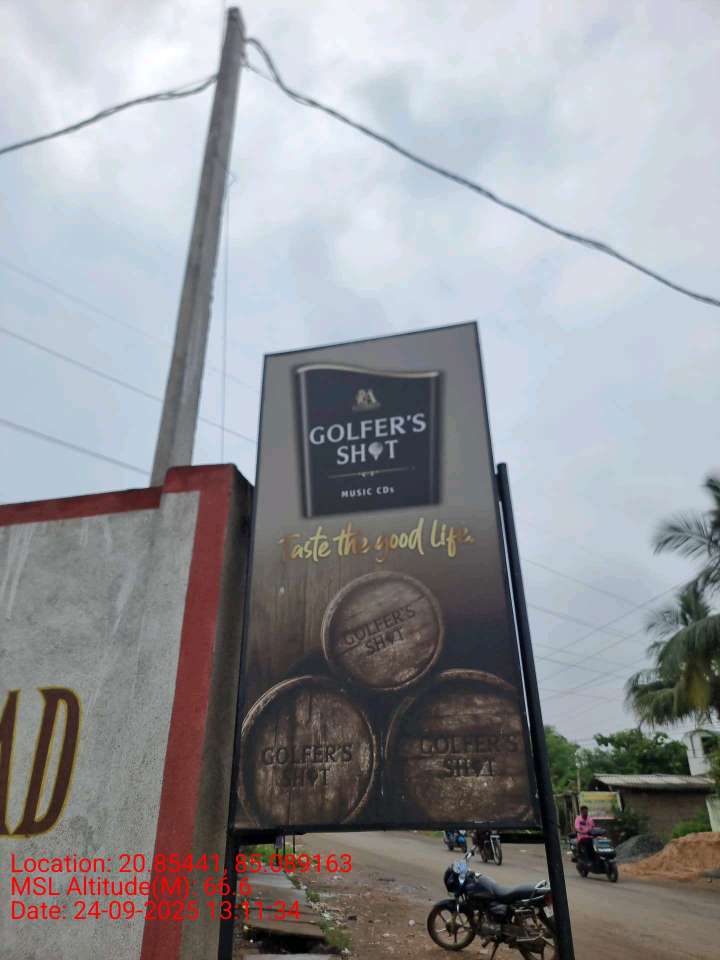 GOLFER'S
SHOT
MUSIC CDs
Taste the good Life.
GOLFER'S
SHOT
GOLFER'S
SHOT
GOLFER'S
SHOT
AD
Location: 20.85441, 85.089163
MSL Altitude(M): 66.6
Date: 24-09-2025 13:11:34